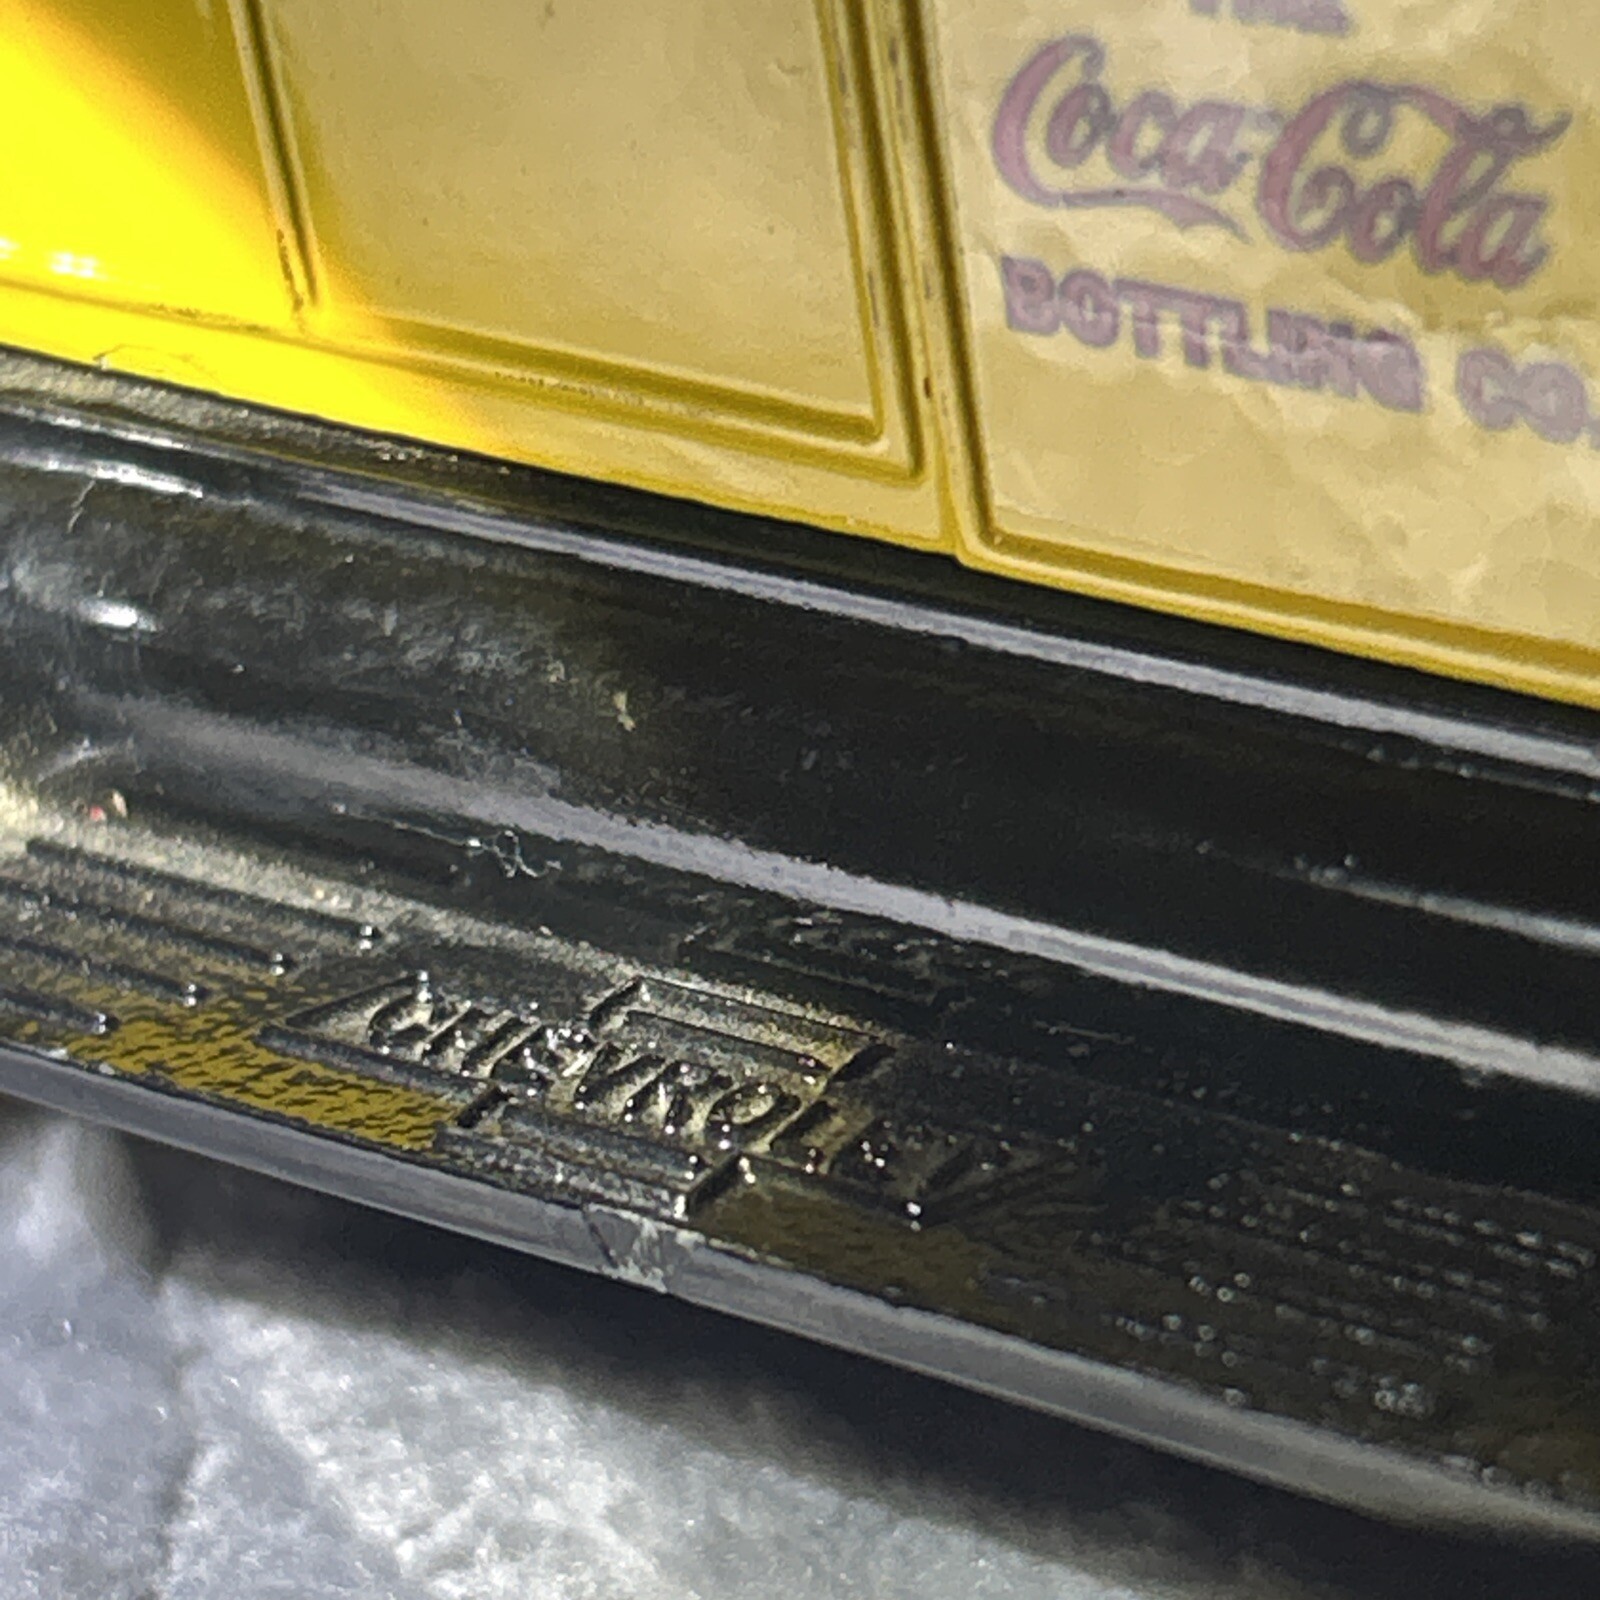 Coca-Cola
BOTTLING CO.
CHEVROLET